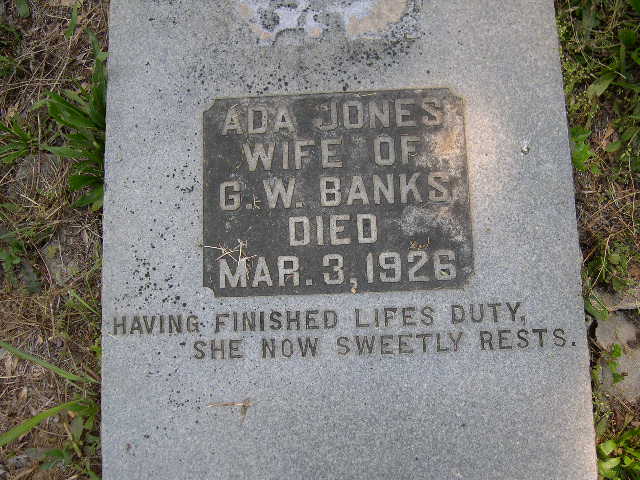 ADA JONES
WIFE OF
G.W. BANKS
DIED
MAR. 3, 1926
HAVING FINISHED LIFES DUTY,
SHE NOW SWEETLY RESTS.